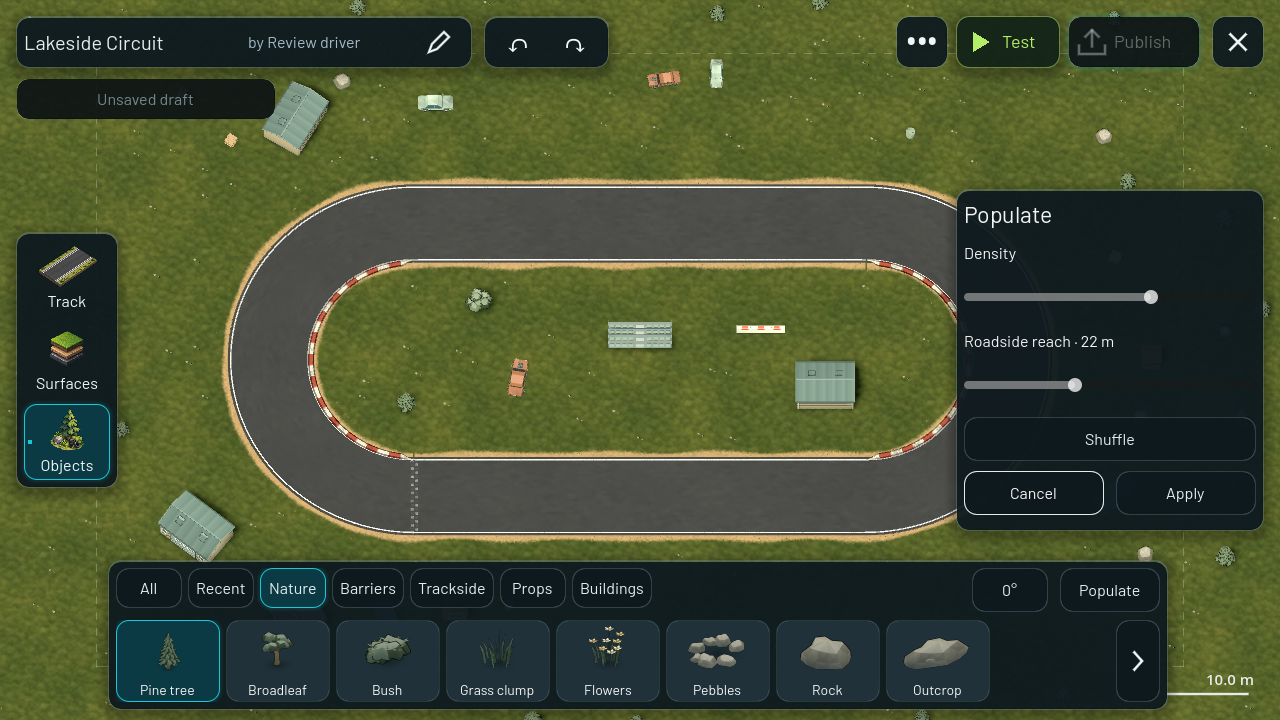 Lakeside Circuit
by Review driver
Test
Publish
Unsaved draft
Track
Surfaces
Objects
Populate
Density
Roadside reach · 22 m
Shuffle
Cancel
Apply
All
Recent
Nature
Barriers
Trackside
Props
Buildings
0°
Populate
Pine tree
Broadleaf
Bush
Grass clump
Flowers
Pebbles
Rock
Outcrop
10.0 m